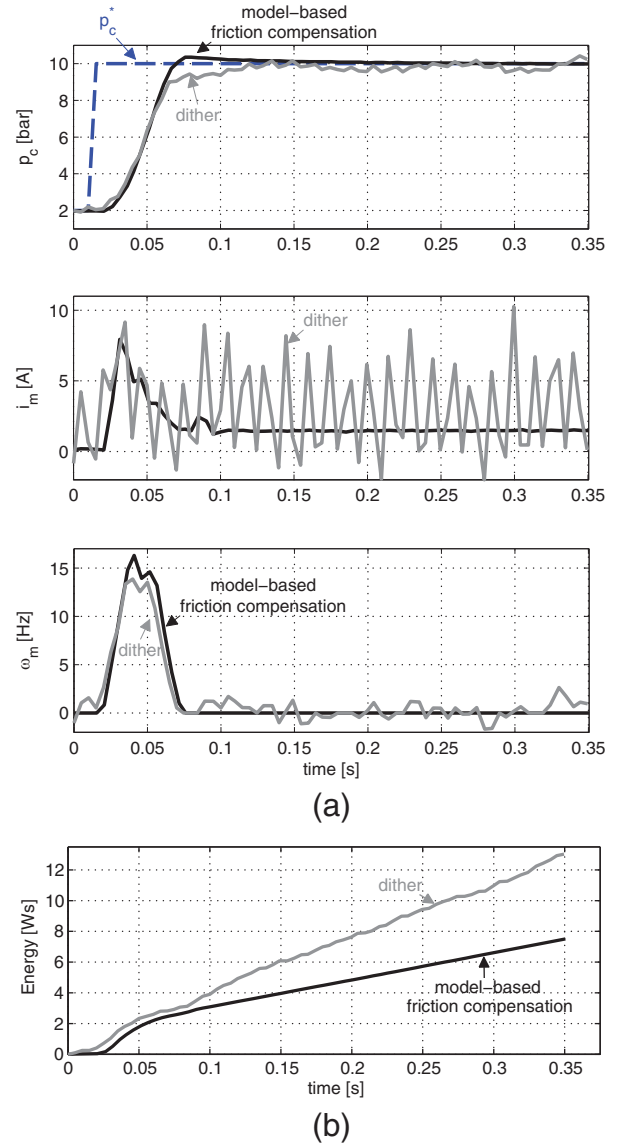 model−based
friction compensation
p_c^*
dither
p_c [bar]
10
8
6
4
2
0 0.05 0.1 0.15 0.2 0.25 0.3 0.35
dither
i_m [A]
10
5
0
0 0.05 0.1 0.15 0.2 0.25 0.3 0.35
model−based
friction compensation
dither
ω_m [Hz]
15
10
5
0
0 0.05 0.1 0.15 0.2 0.25 0.3 0.35
time [s]
(a)
dither
model−based
friction compensation
Energy [Ws]
12
10
8
6
4
2
0
0 0.05 0.1 0.15 0.2 0.25 0.3 0.35
time [s]
(b)